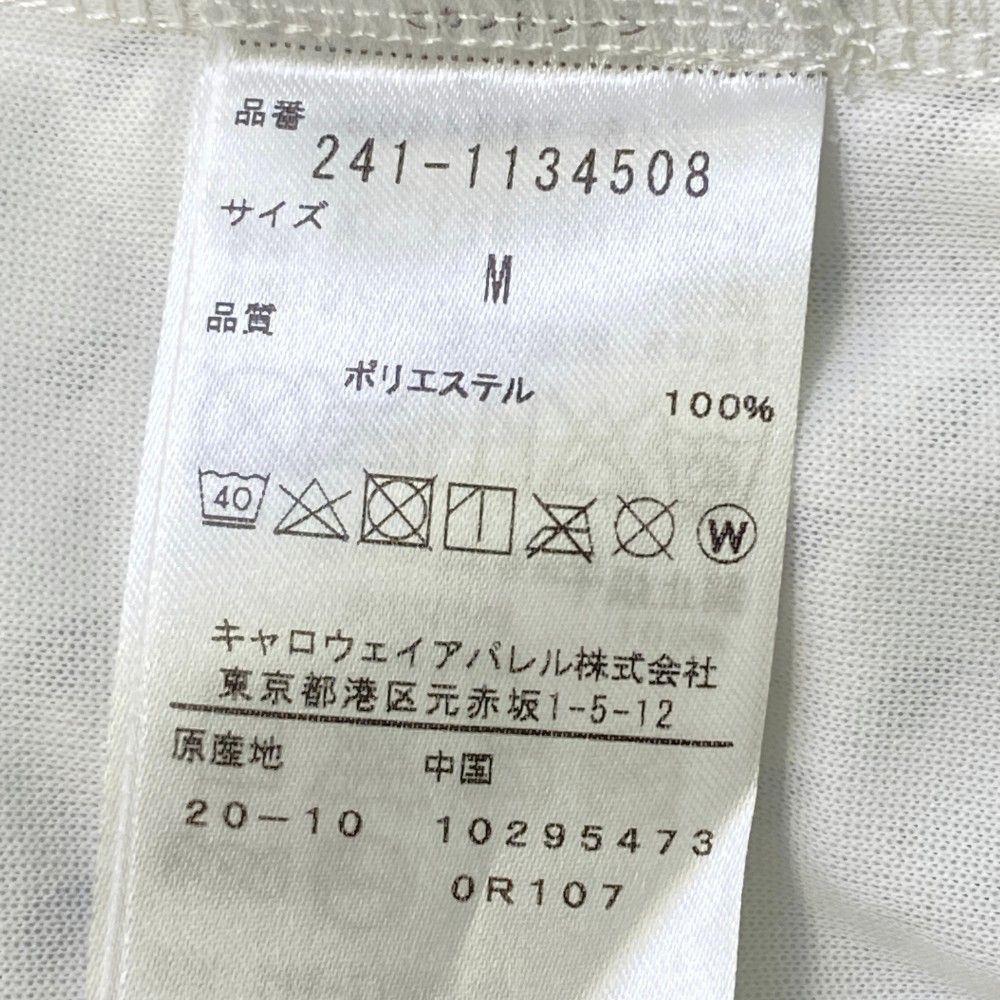 品番
241-1134508
サイズ
M
品質
ポリエステル 100%
40 W
キャロウェイアパレル株式会社
東京都港区元赤坂1-5-12
原産地 中国
20-10 10295473
0R107